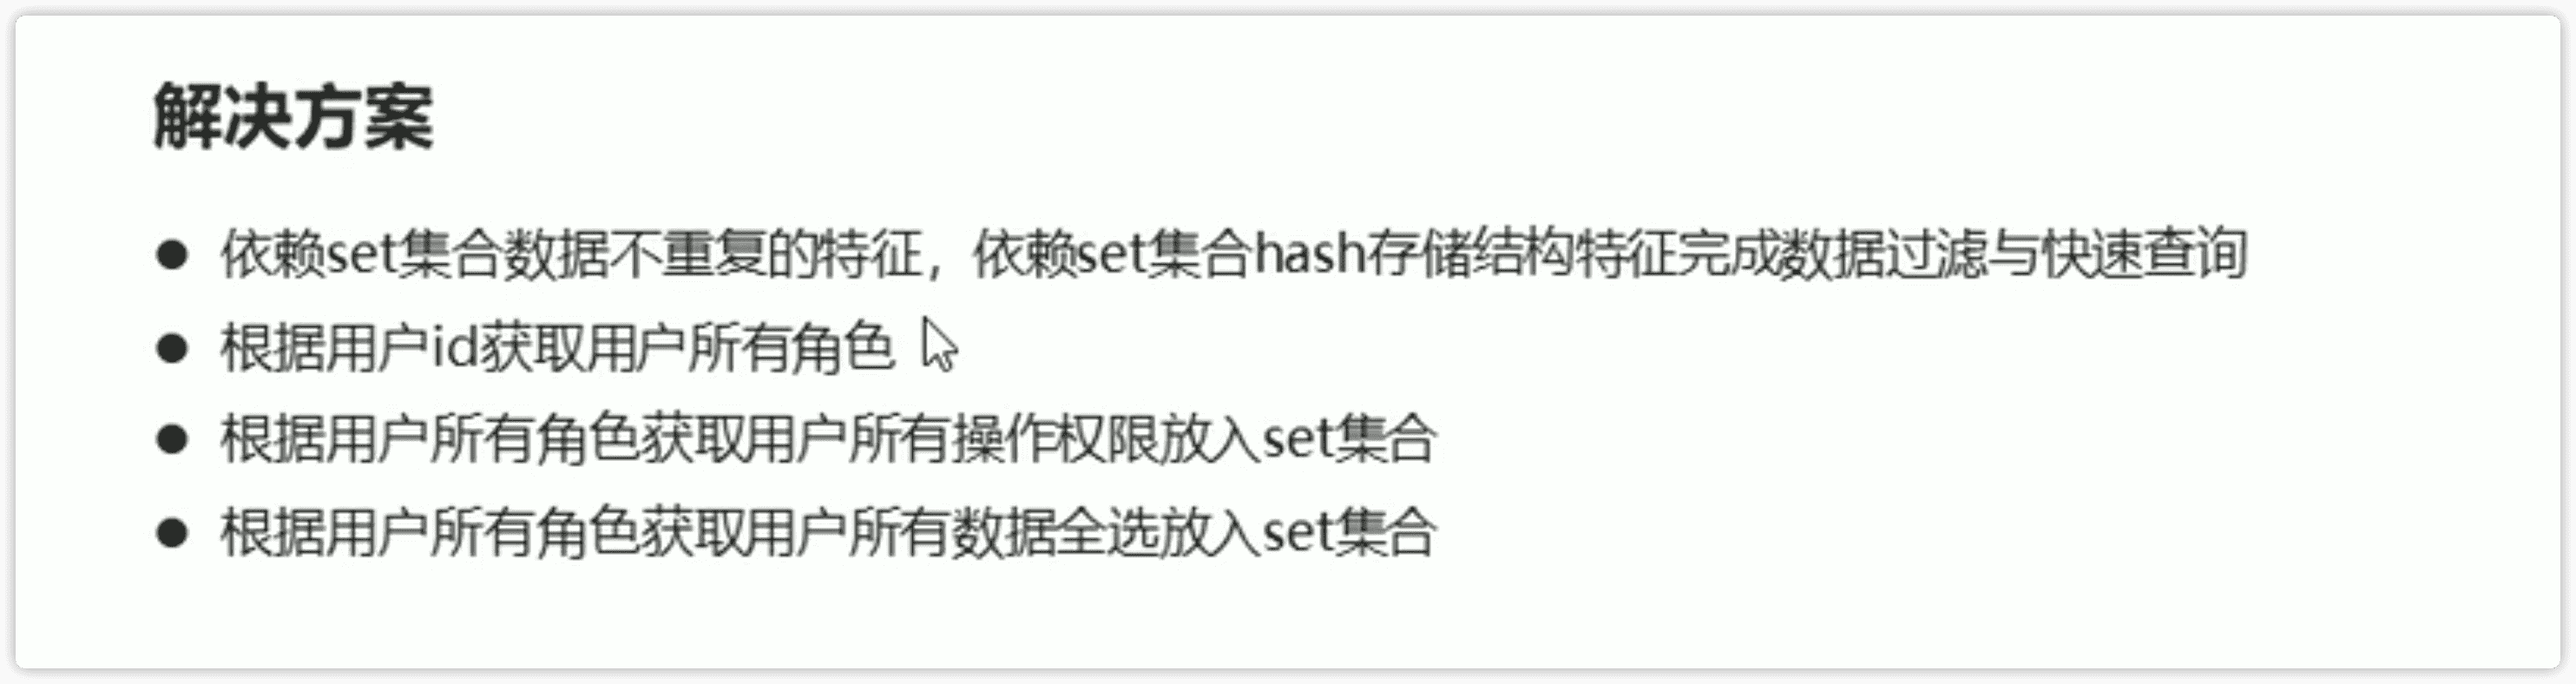 解决方案
● 依赖set集合数据不重复的特征，依赖set集合hash存储结构特征完成数据过滤与快速查询
● 根据用户id获取用户所有角色
● 根据用户所有角色获取用户所有操作权限放入set集合
● 根据用户所有角色获取用户所有数据全选放入set集合